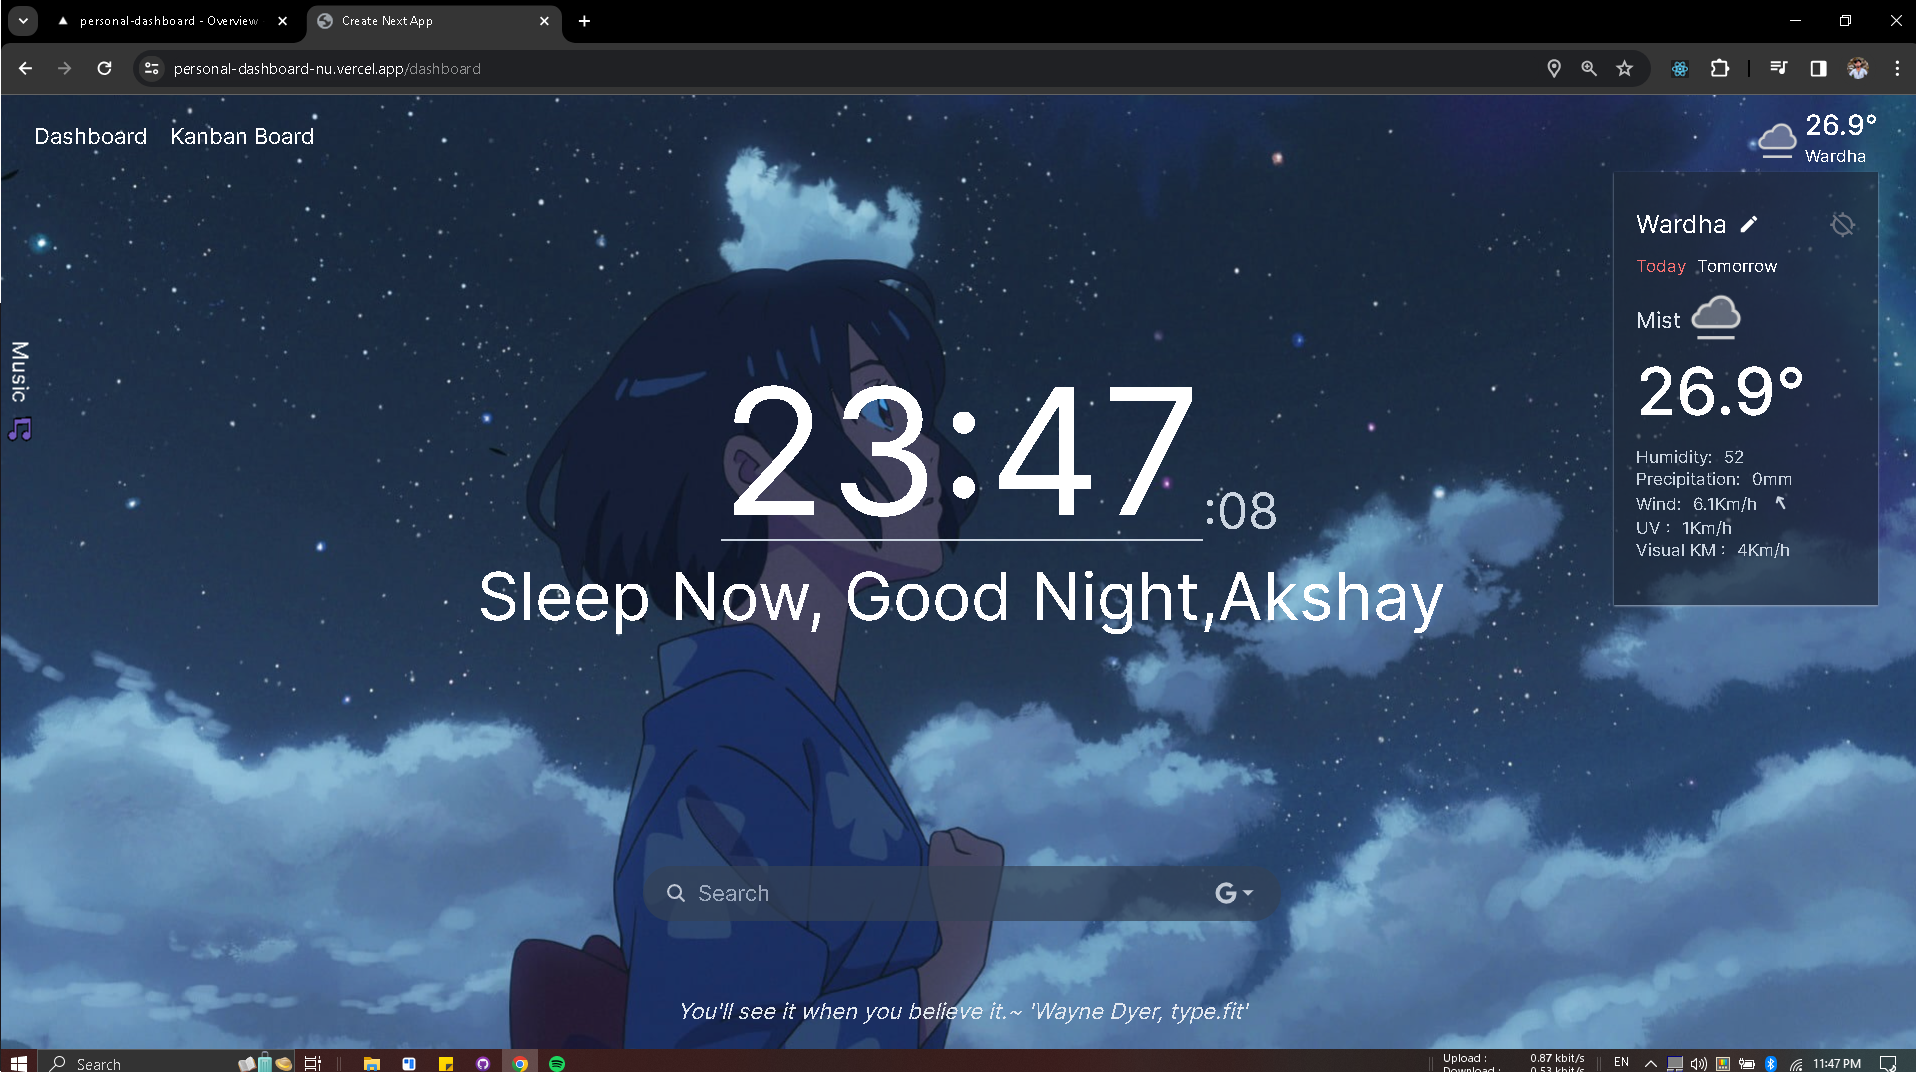 personal-dashboard - Overview
Create Next App
personal-dashboard-nu.vercel.app/dashboard
Dashboard Kanban Board
26.9°
Wardha
Wardha
Today Tomorrow
Mist
26.9°
Humidity: 52
Precipitation: 0mm
Wind: 6.1Km/h
UV : 1Km/h
Visual KM : 4Km/h
Music
23:47 :08
Sleep Now, Good Night,Akshay
Search
You'll see it when you believe it.~ 'Wayne Dyer, type.fit'
Search
Upload : 0.87 kbit/s
Download : 0.53 kbit/s
EN
11:47 PM